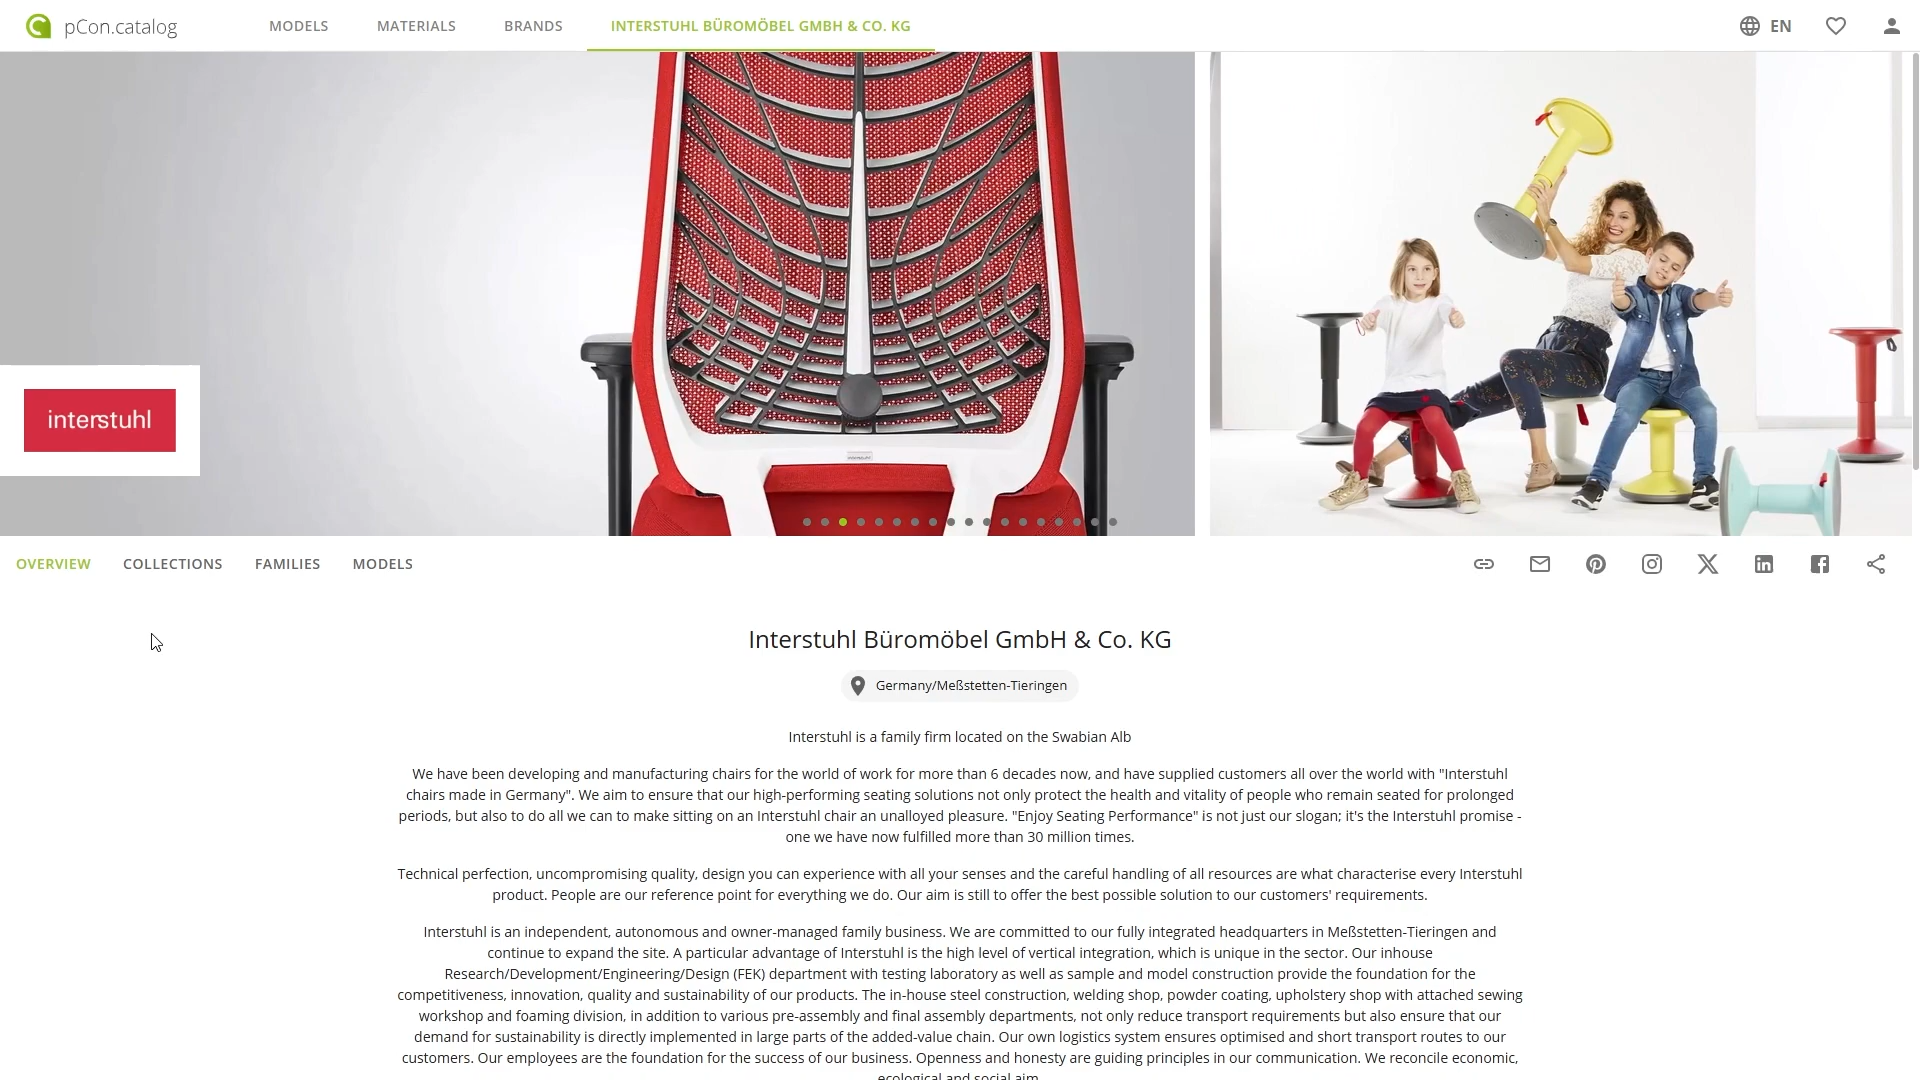 pCon.catalog
MODELS
MATERIALS
BRANDS
INTERSTUHL BÜROMÖBEL GMBH & CO. KG
EN
interstuhl
OVERVIEW
COLLECTIONS
FAMILIES
MODELS
Interstuhl Büromöbel GmbH & Co. KG
Germany/Meßstetten-Tieringen
Interstuhl is a family firm located on the Swabian Alb
We have been developing and manufacturing chairs for the world of work for more than 6 decades now, and have supplied customers all over the world with "Interstuhl
chairs made in Germany". We aim to ensure that our high-performing seating solutions not only protect the health and vitality of people who remain seated for prolonged
periods, but also to do all we can to make sitting on an Interstuhl chair an unalloyed pleasure. "Enjoy Seating Performance" is not just our slogan; it's the Interstuhl promise -
one we have now fulfilled more than 30 million times.
Technical perfection, uncompromising quality, design you can experience with all your senses and the careful handling of all resources are what characterise every Interstuhl
product. People are our reference point for everything we do. Our aim is still to offer the best possible solution to our customers' requirements.
Interstuhl is an independent, autonomous and owner-managed family business. We are committed to our fully integrated headquarters in Meßstetten-Tieringen and
continue to expand the site. A particular advantage of Interstuhl is the high level of vertical integration, which is unique in the sector. Our inhouse
Research/Development/Engineering/Design (FEK) department with testing laboratory as well as sample and model construction provide the foundation for the
competitiveness, innovation, quality and sustainability of our products. The in-house steel construction, welding shop, powder coating, upholstery shop with attached sewing
workshop and foaming division, in addition to various pre-assembly and final assembly departments, not only reduce transport requirements but also ensure that our
demand for sustainability is directly implemented in large parts of the added-value chain. Our own logistics system ensures optimised and short transport routes to our
customers. Our employees are the foundation for the success of our business. Openness and honesty are guiding principles in our communication. We reconcile economic,
ecological and social aim